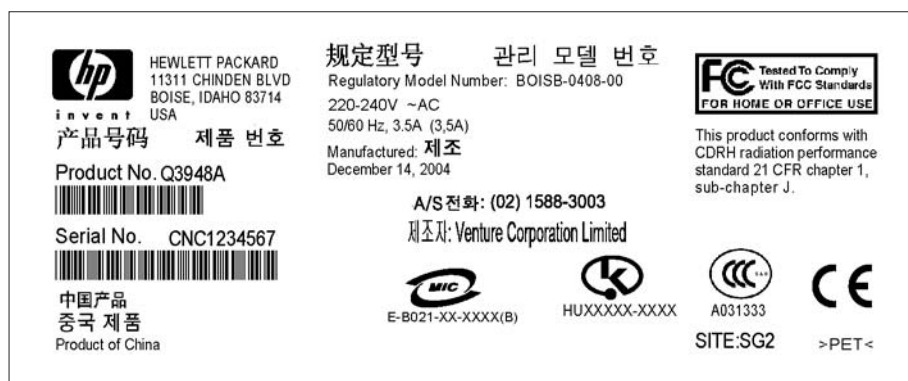 hp
invent
HEWLETT PACKARD
11311 CHINDEN BLVD
BOISE, IDAHO 83714
USA
产品号码 제품 번호
Product No. Q3948A
Serial No. CNC1234567
中国产品
중국 제품
Product of China
规定型号 관리 모델 번호
Regulatory Model Number: BOISB-0408-00
220-240V ~AC
50/60 Hz, 3.5A (3,5A)
Manufactured: 제조
December 14, 2004
A/S전화: (02) 1588-3003
제조자: Venture Corporation Limited
MIC
E-B021-XX-XXXX(B)
HUXXXXX-XXXX
FC Tested To Comply
With FCC Standards
FOR HOME OR OFFICE USE
This product conforms with
CDRH radiation performance
standard 21 CFR chapter 1,
sub-chapter J.
CCC
A031333
CE
SITE:SG2 >PET<